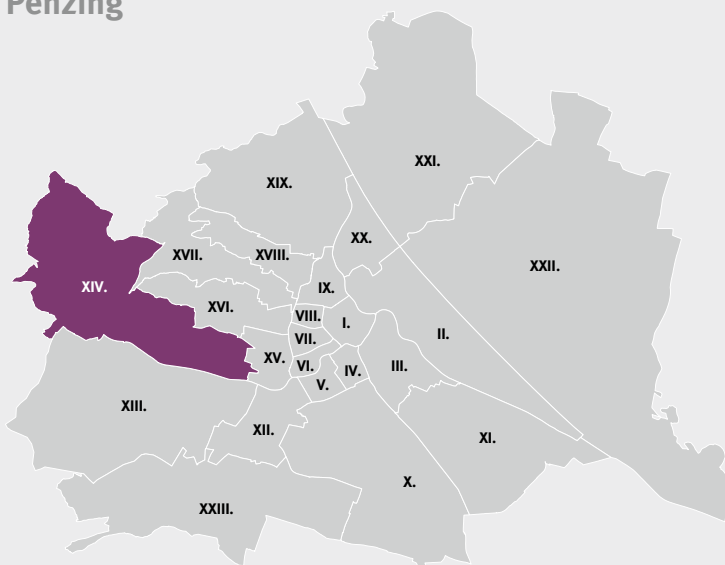 Penzing
XXI.
XIX.
XX.
XVII.
XVIII.
XXII.
XIV.
IX.
XVI.
VIII.
I.
II.
VII.
XV.
VI.
IV.
III.
V.
XIII.
XII.
XI.
X.
XXIII.